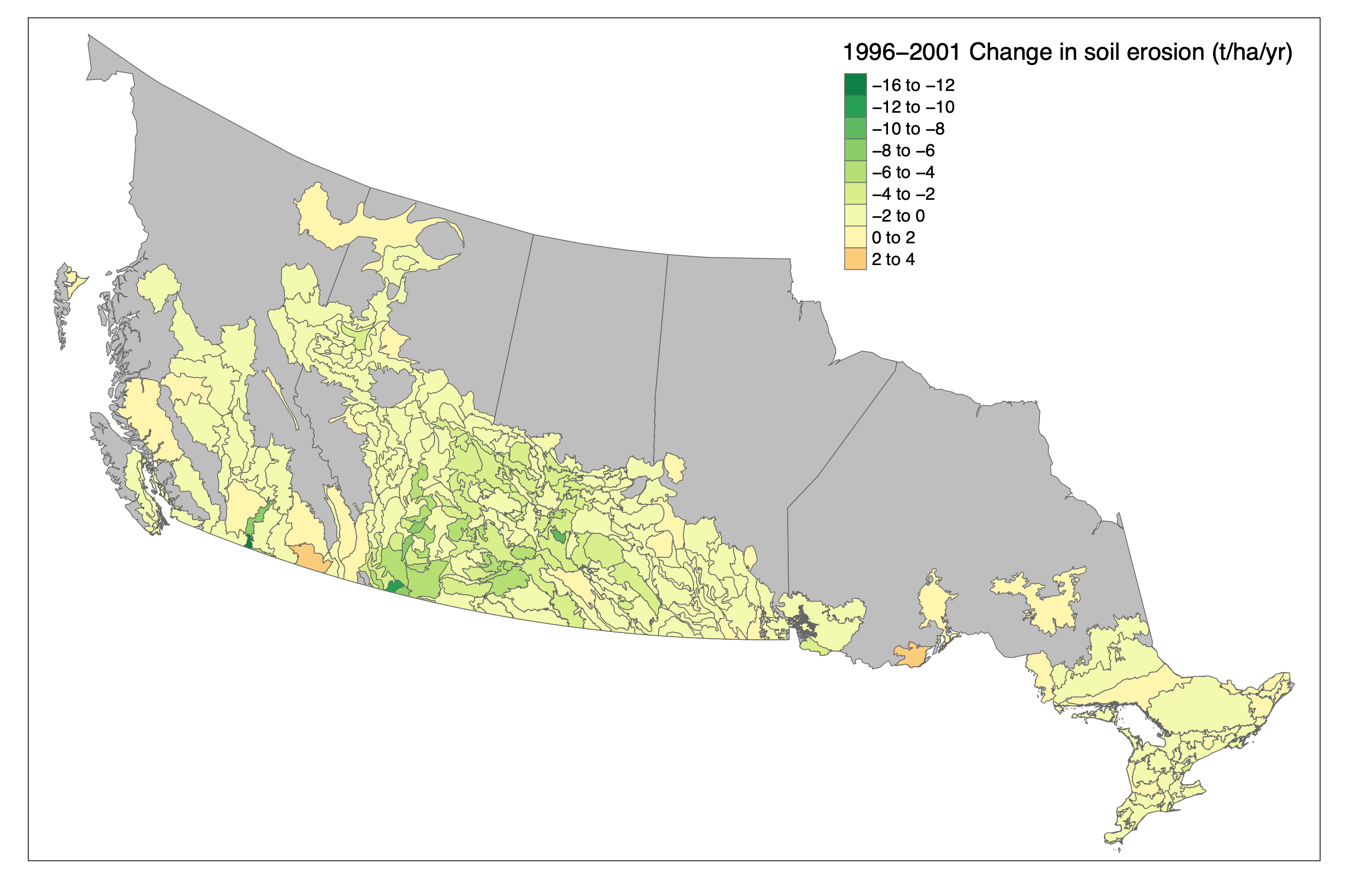 1996–2001 Change in soil erosion (t/ha/yr)
−16 to −12
−12 to −10
−10 to −8
−8 to −6
−6 to −4
−4 to −2
−2 to 0
0 to 2
2 to 4